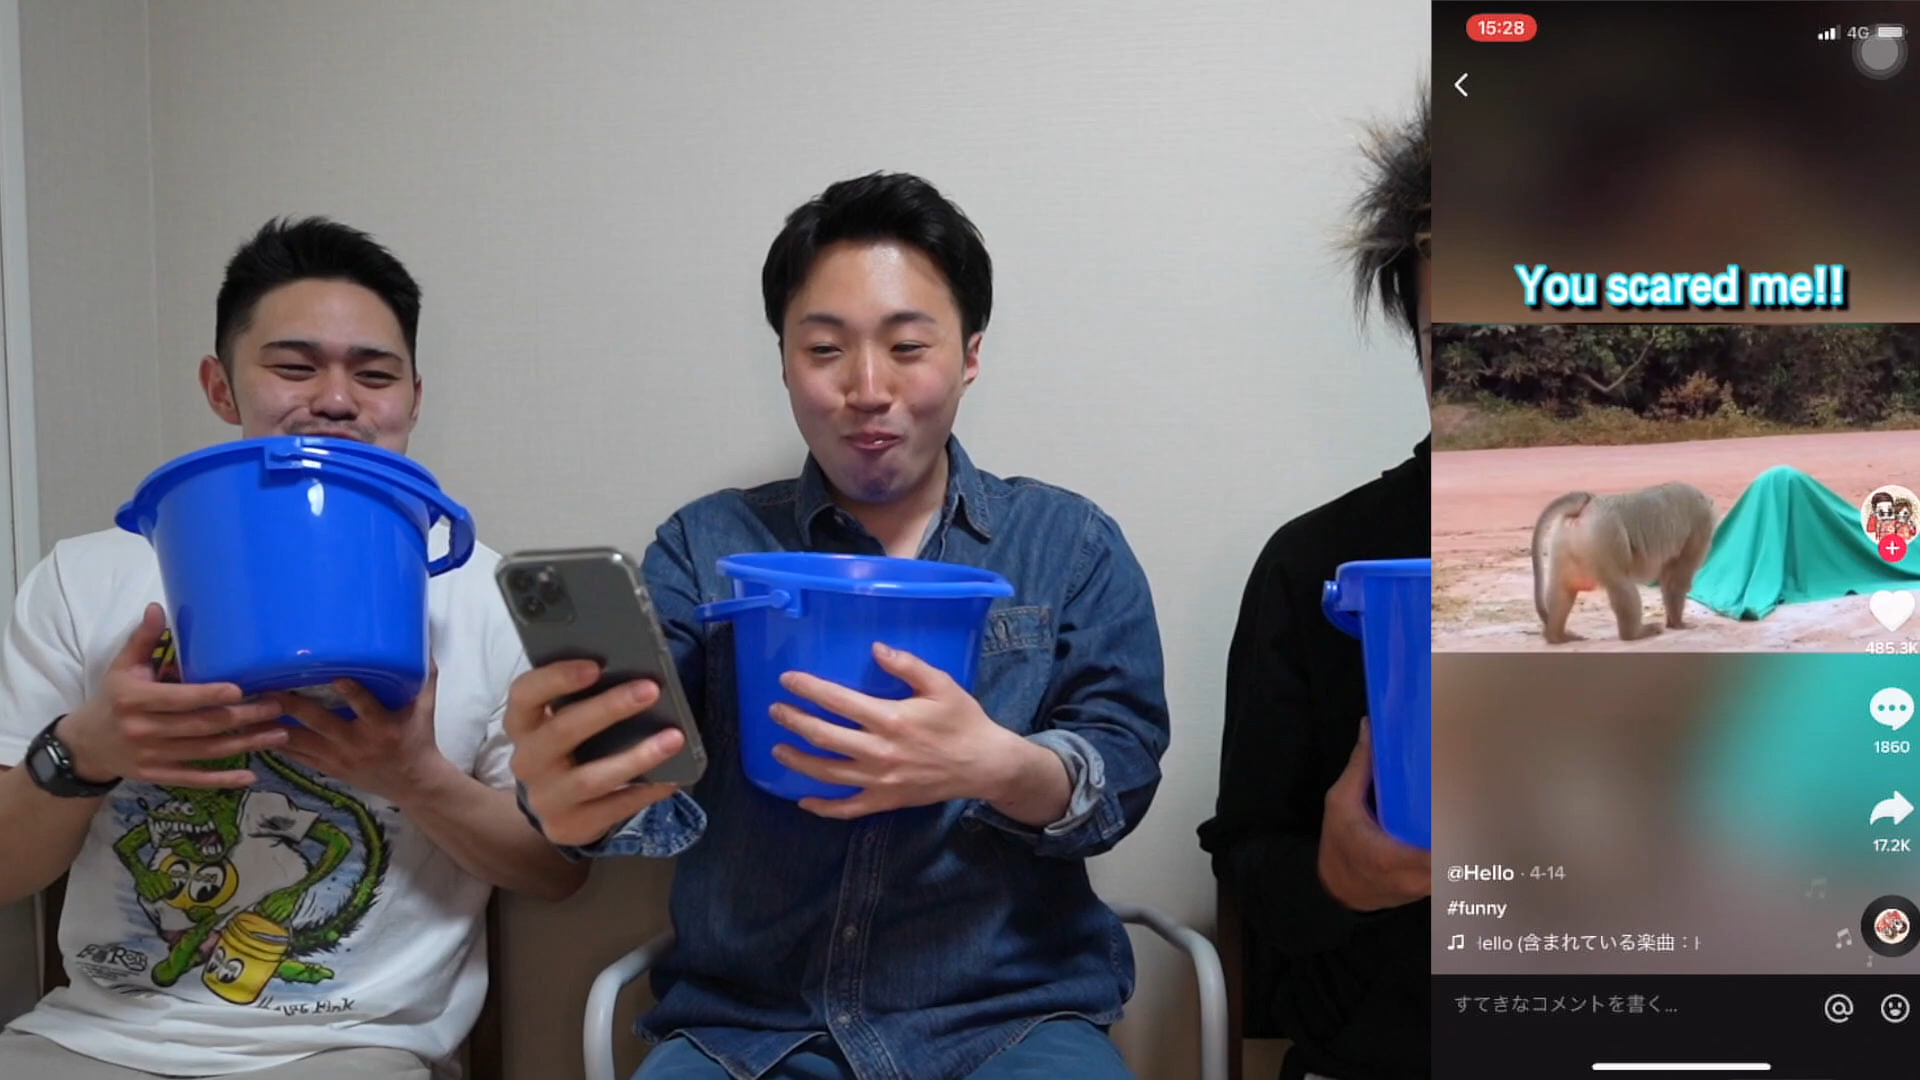 15:28
4G
You scared me!!
485.3K
1860
17.2K
@Hello · 4-14
#funny
ello (含まれている楽曲：H
すてきなコメントを書く...